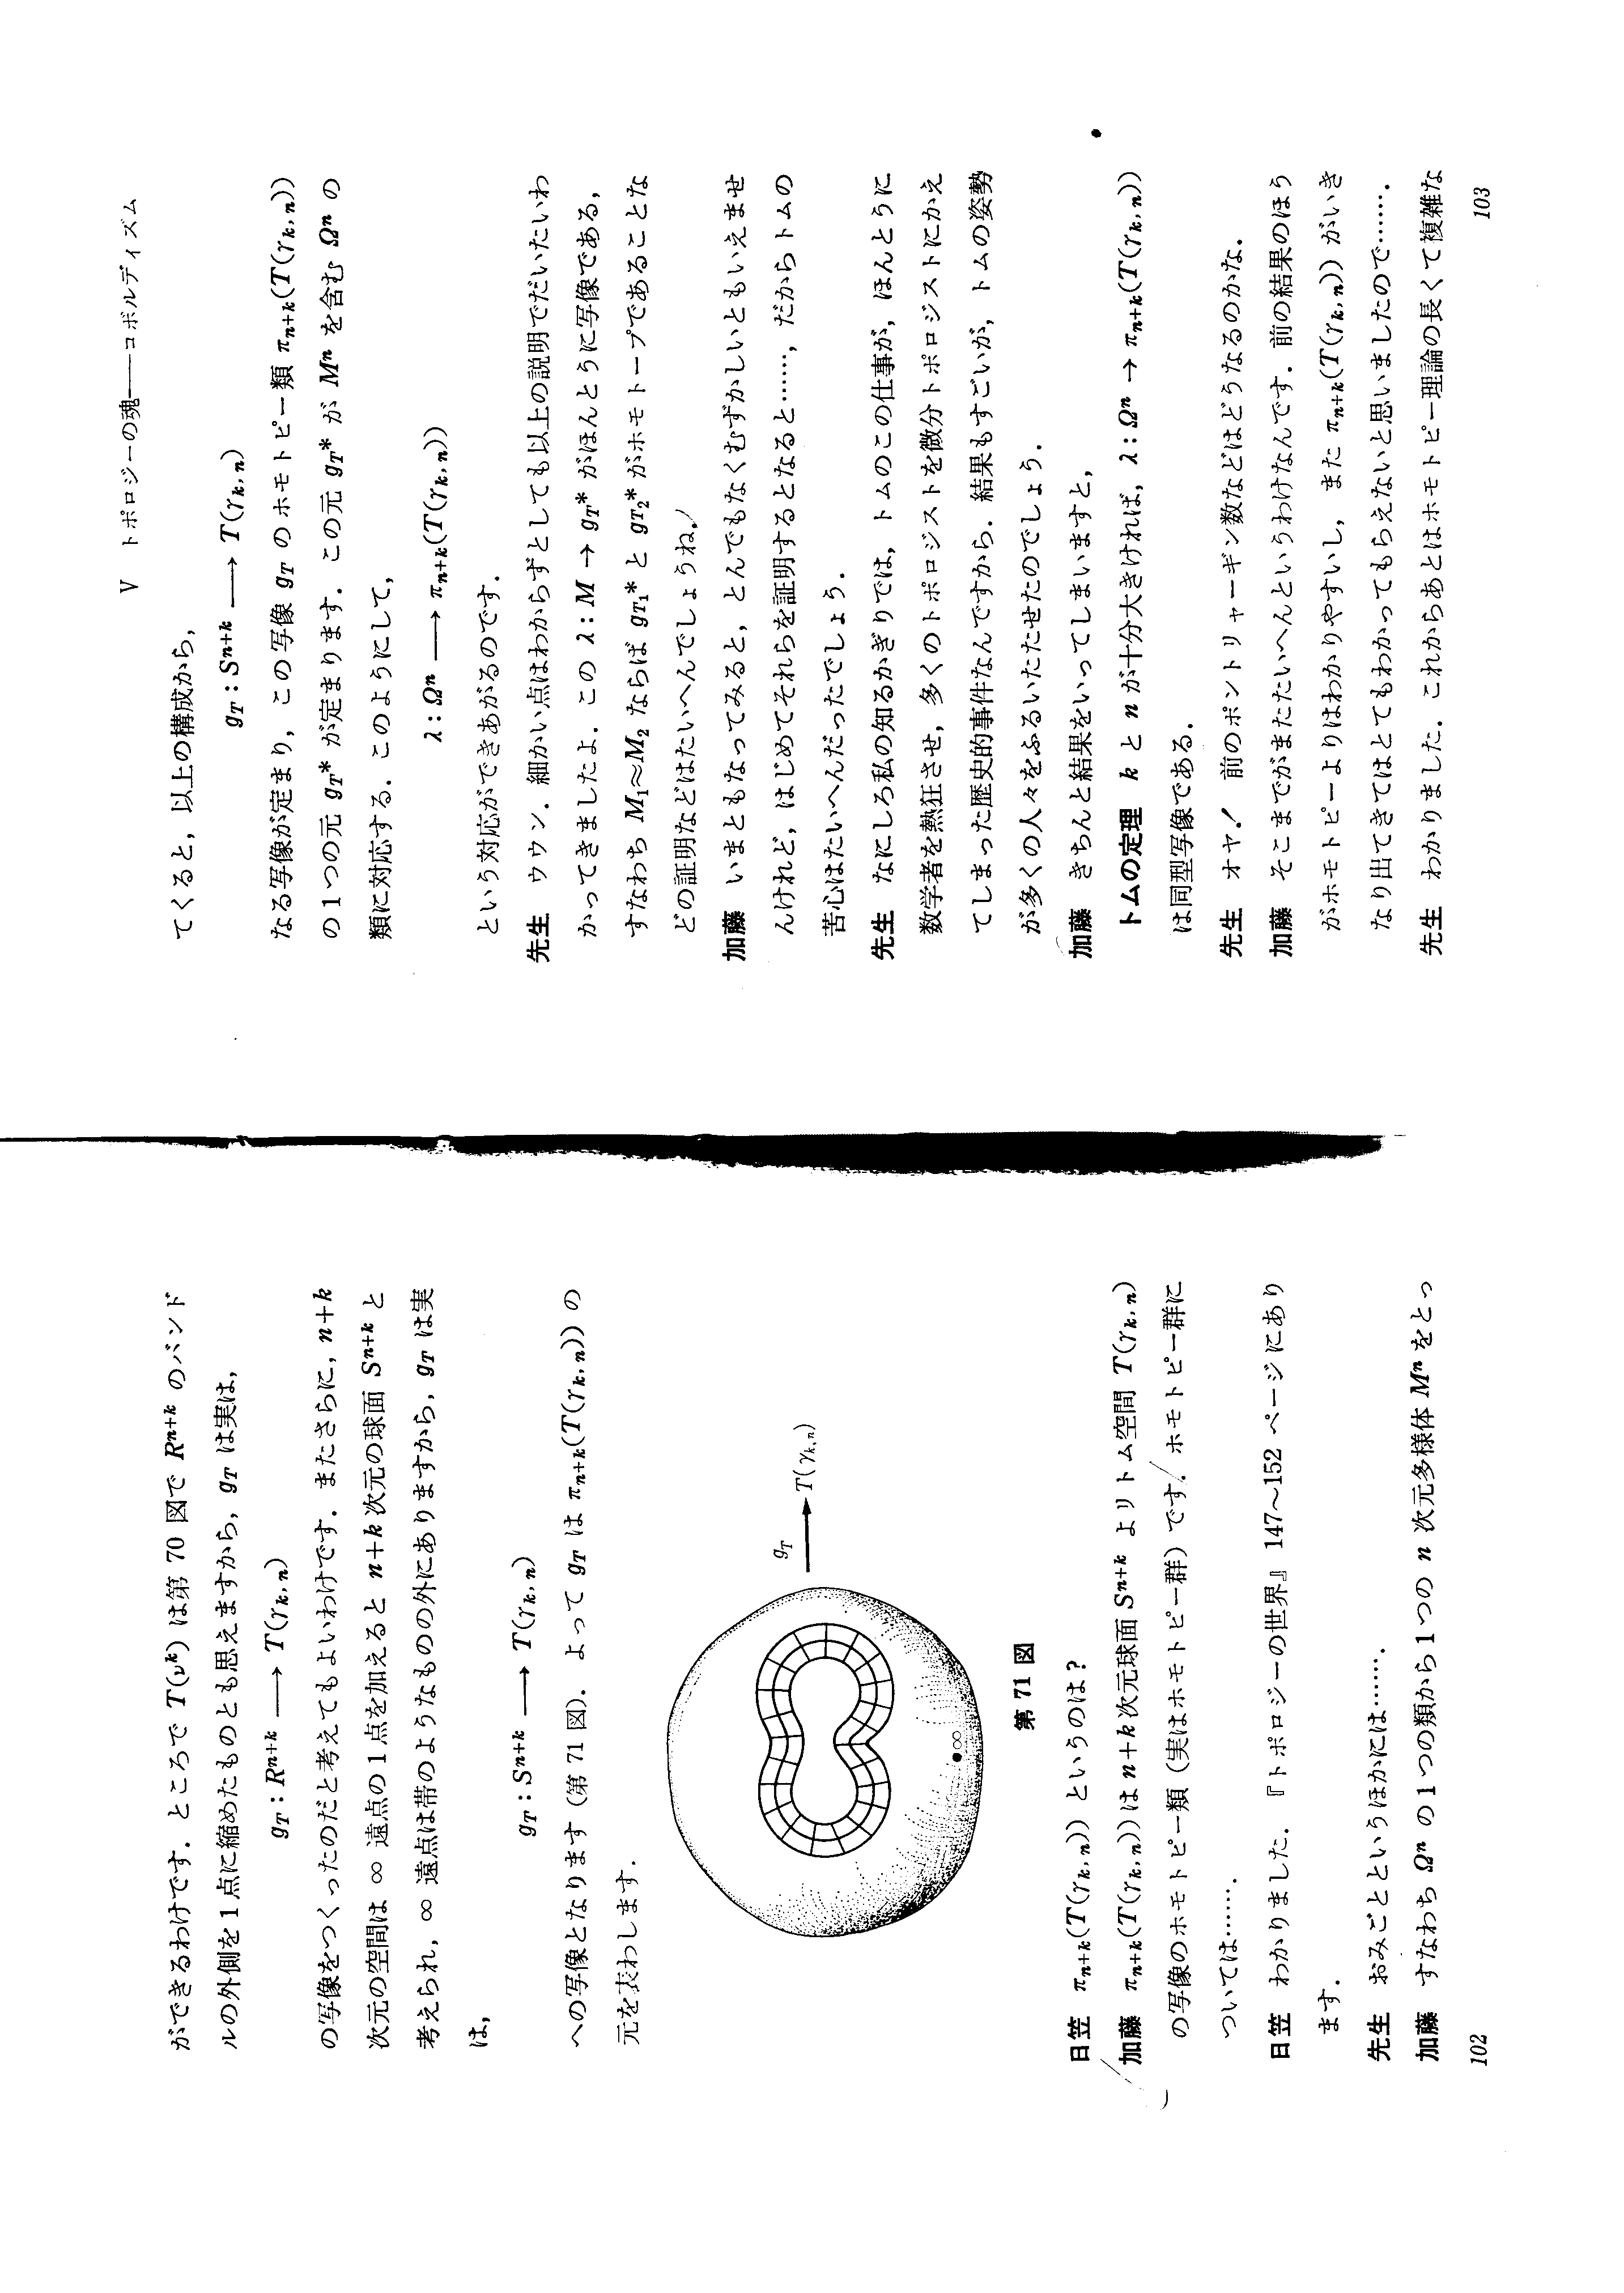 ができるわけです．ところで T(νᵏ) は第 70 図で Rⁿ⁺ᵏ のバンド
ルの外側を1点に縮めたものとも思えますから，g_T は実は，
g_T : Rⁿ⁺ᵏ ⟶ T(γ_{k,n})
の写像をつくったのだと考えてもよいわけです．またさらに，n+k
次元の空間は ∞ 遠点の1点を加えると n+k 次元の球面 Sⁿ⁺ᵏ と
考えられ，∞ 遠点は帯のようなものの外にありますから，g_T は実
は，
g_T : Sⁿ⁺ᵏ ⟶ T(γ_{k,n})
への写像となります（第 71 図）．よって g_T は π_{n+k}(T(γ_{k,n})) の
元を表わします．
g_T
T(γ_{k,n})
∞
第 71 図
日笠　π_{n+k}(T(γ_{k,n})) というのは？
加藤　π_{n+k}(T(γ_{k,n})) は n+k 次元球面 Sⁿ⁺ᵏ よりトム空間 T(γ_{k,n})
の写像のホモトピー類（実はホモトピー群）です．ホモトピー群に
ついては……．
日笠　わかりました．『トポロジーの世界』147～152 ページにあり
ます．
先生　おみごとというほかには……．
加藤　すなわち Ωⁿ の1つの類から1つの n 次元多様体 Mⁿ をとっ
102
V　トポロジーの魂——コボルディズム
てくると，以上の構成から，
g_T : Sⁿ⁺ᵏ ⟶ T(γ_{k,n})
なる写像が定まり，この写像 g_T のホモトピー類 π_{n+k}(T(γ_{k,n}))
の1つの元 g_T* が定まります．この元 g_T* が Mⁿ を含む Ωⁿ の
類に対応する．このようにして，
λ : Ωⁿ ⟶ π_{n+k}(T(γ_{k,n}))
という対応ができあがるのです．
先生　ウウン．細かい点はわからずとしても以上の説明でだいたいわ
かってきましたよ．この λ : M → g_T* がほんとうに写像である，
すなわち M₁≈M₂ ならば g_{T₁}* と g_{T₂}* がホモトープであることな
どの証明などはたいへんでしょうね！
加藤　いまともなってみると，とんでもなくむずかしいともいえませ
んけれど，はじめてそれらを証明するとなると……，だからトムの
苦心はたいへんだったでしょう．
先生　なにしろ私の知るかぎりでは，トムのこの仕事が，ほんとうに
数学者を熱狂させ，多くのトポロジストを微分トポロジストにかえ
てしまった歴史的事件なんですから．結果もすごいが，トムの姿勢
が多くの人々をふるいたたせたのでしょう．
加藤　きちんと結果をいってしまいますと，
トムの定理　k と n が十分大きければ，λ : Ωⁿ → π_{n+k}(T(γ_{k,n}))
は同型写像である．
先生　オヤ！　前のポントリャーギン数などはどうなるのかな．
加藤　そこまでがまたたいへんというわけなんです．前の結果のほう
がホモトピーよりはわかりやすいし，また π_{n+k}(T(γ_{k,n})) がいき
なり出てきてはとてもわかってもらえないと思いましたので……．
先生　わかりました．これからあとはホモトピー理論の長くて複雑な
103